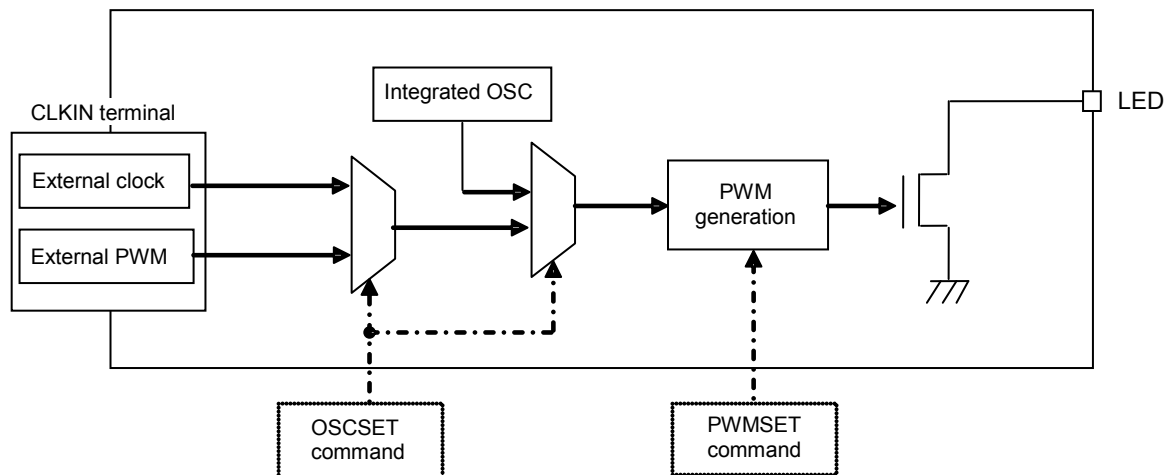 Integrated OSC
LED
CLKIN terminal
External clock
PWM
generation
External PWM
OSCSET
command
PWMSET
command